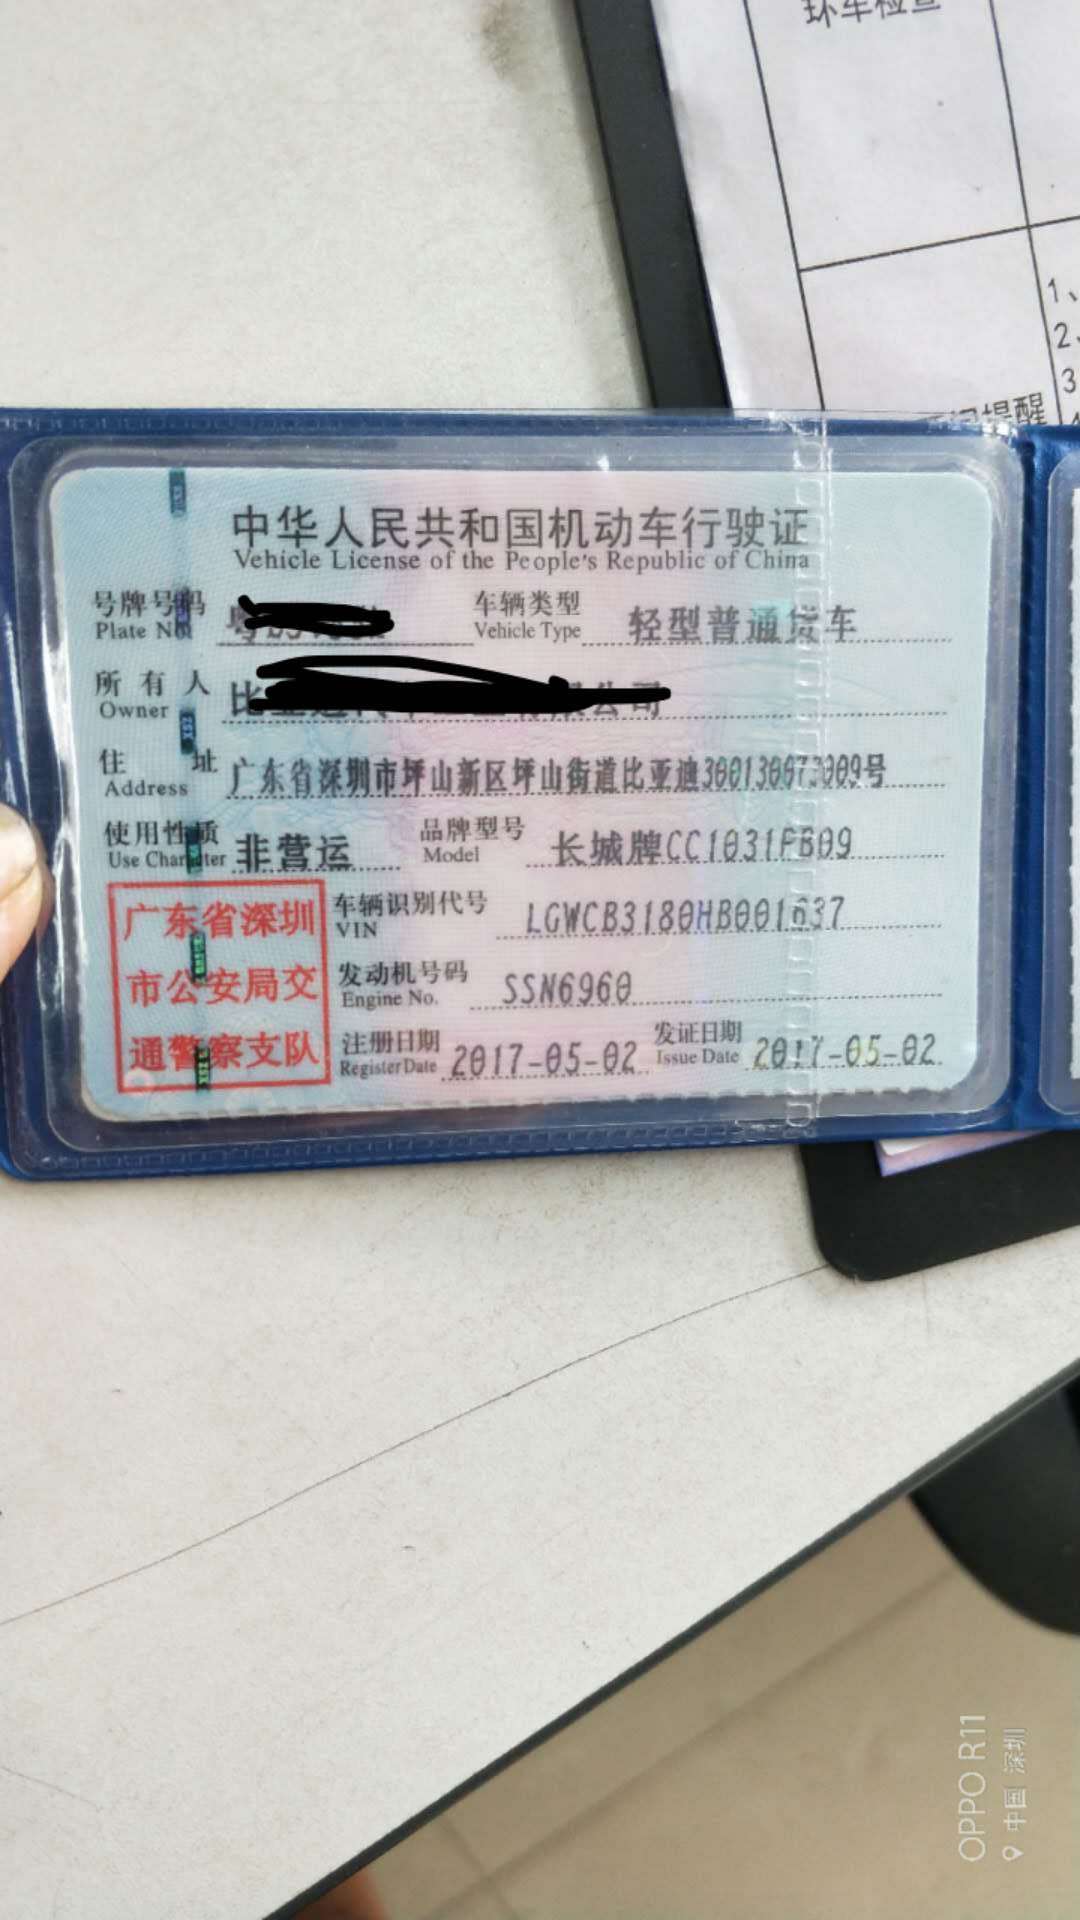 环车检查
1、
2、
3
提醒
中华人民共和国机动车行驶证
Vehicle License of the People's Republic of China
号牌号码 粤 车辆类型 轻型普通货车
Plate No. Vehicle Type
所有人 比 公司
Owner
住址 广东省深圳市坪山新区坪山街道比亚迪3001300673009号
Address
使用性质 非营运 品牌型号 长城牌CC1031FB09
Use Character Model
广东省深圳 车辆识别代号 LGWCB3180HB001637
VIN
市公安局交 发动机号码 SSN6960
Engine No.
通警察支队 注册日期 2017-05-02 发证日期 2017-05-02
Register Date Issue Date
OPPO R11
中国 深圳